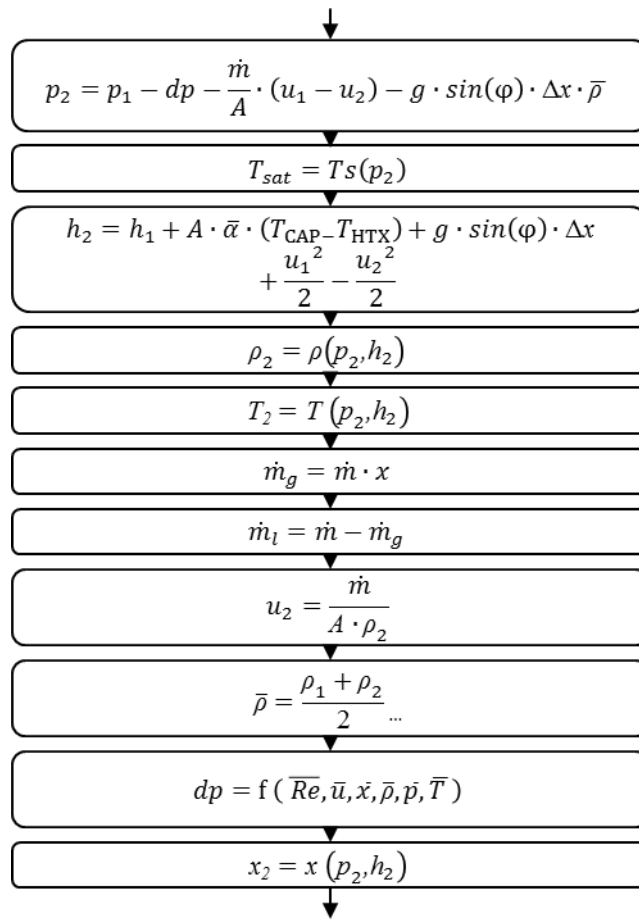 p₂ = p₁ − dp − ṁ/A · (u₁ − u₂) − g · sin(φ) · Δx · ρ̄
T_sat = Ts(p₂)
h₂ = h₁ + A · ᾱ · (T_CAP− T_HTX) + g · sin(φ) · Δx
+ u₁²/2 − u₂²/2
ρ₂ = ρ(p₂,h₂)
T₂ = T (p₂,h₂)
ṁ_g = ṁ · x
ṁ_l = ṁ − ṁ_g
u₂ = ṁ/(A · ρ₂)
ρ̄ = (ρ₁ + ρ₂)/2 ...
dp = f ( R̅e̅, ū, x̄, ρ̄, p̄, T̅ )
x₂ = x (p₂,h₂)